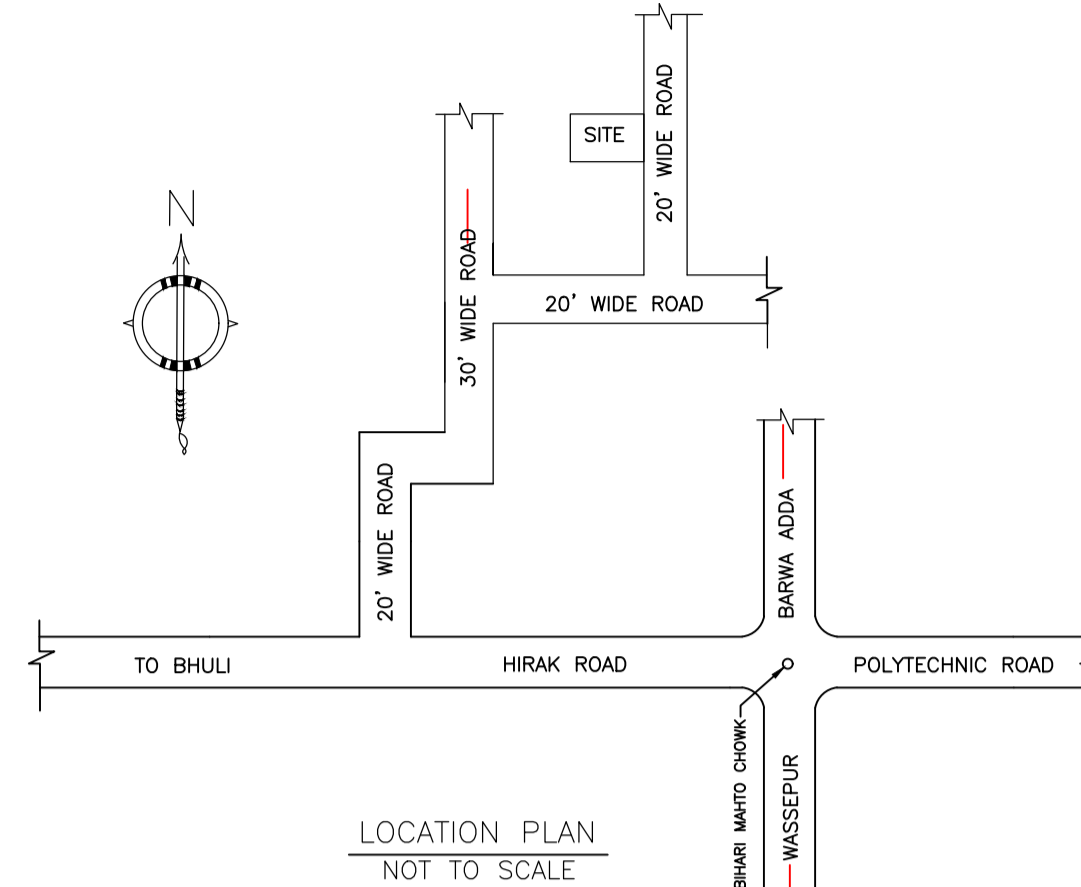 N
SITE
20' WIDE ROAD
30' WIDE ROAD
20' WIDE ROAD
20' WIDE ROAD
BARWA ADDA
TO BHULI
HIRAK ROAD
POLYTECHNIC ROAD
BIHARI MAHTO CHOWK
WASSEPUR
LOCATION PLAN
NOT TO SCALE